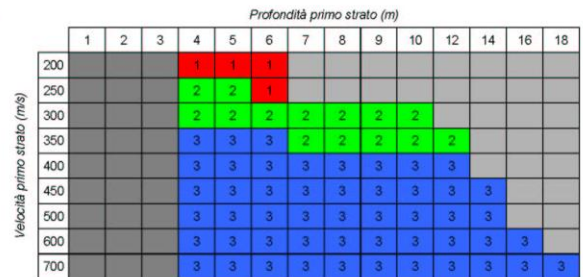 Profondità primo strato (m)
1 2 3 4 5 6 7 8 9 10 12 14 16 18
Velocità primo strato (m/s)
200 1 1 1
250 2 2 1
300 2 2 2 2 2 2 2
350 3 3 3 2 2 2 2 2
400 3 3 3 3 3 3 3 3
450 3 3 3 3 3 3 3 3 3
500 3 3 3 3 3 3 3 3 3
600 3 3 3 3 3 3 3 3 3 3
700 3 3 3 3 3 3 3 3 3 3 3